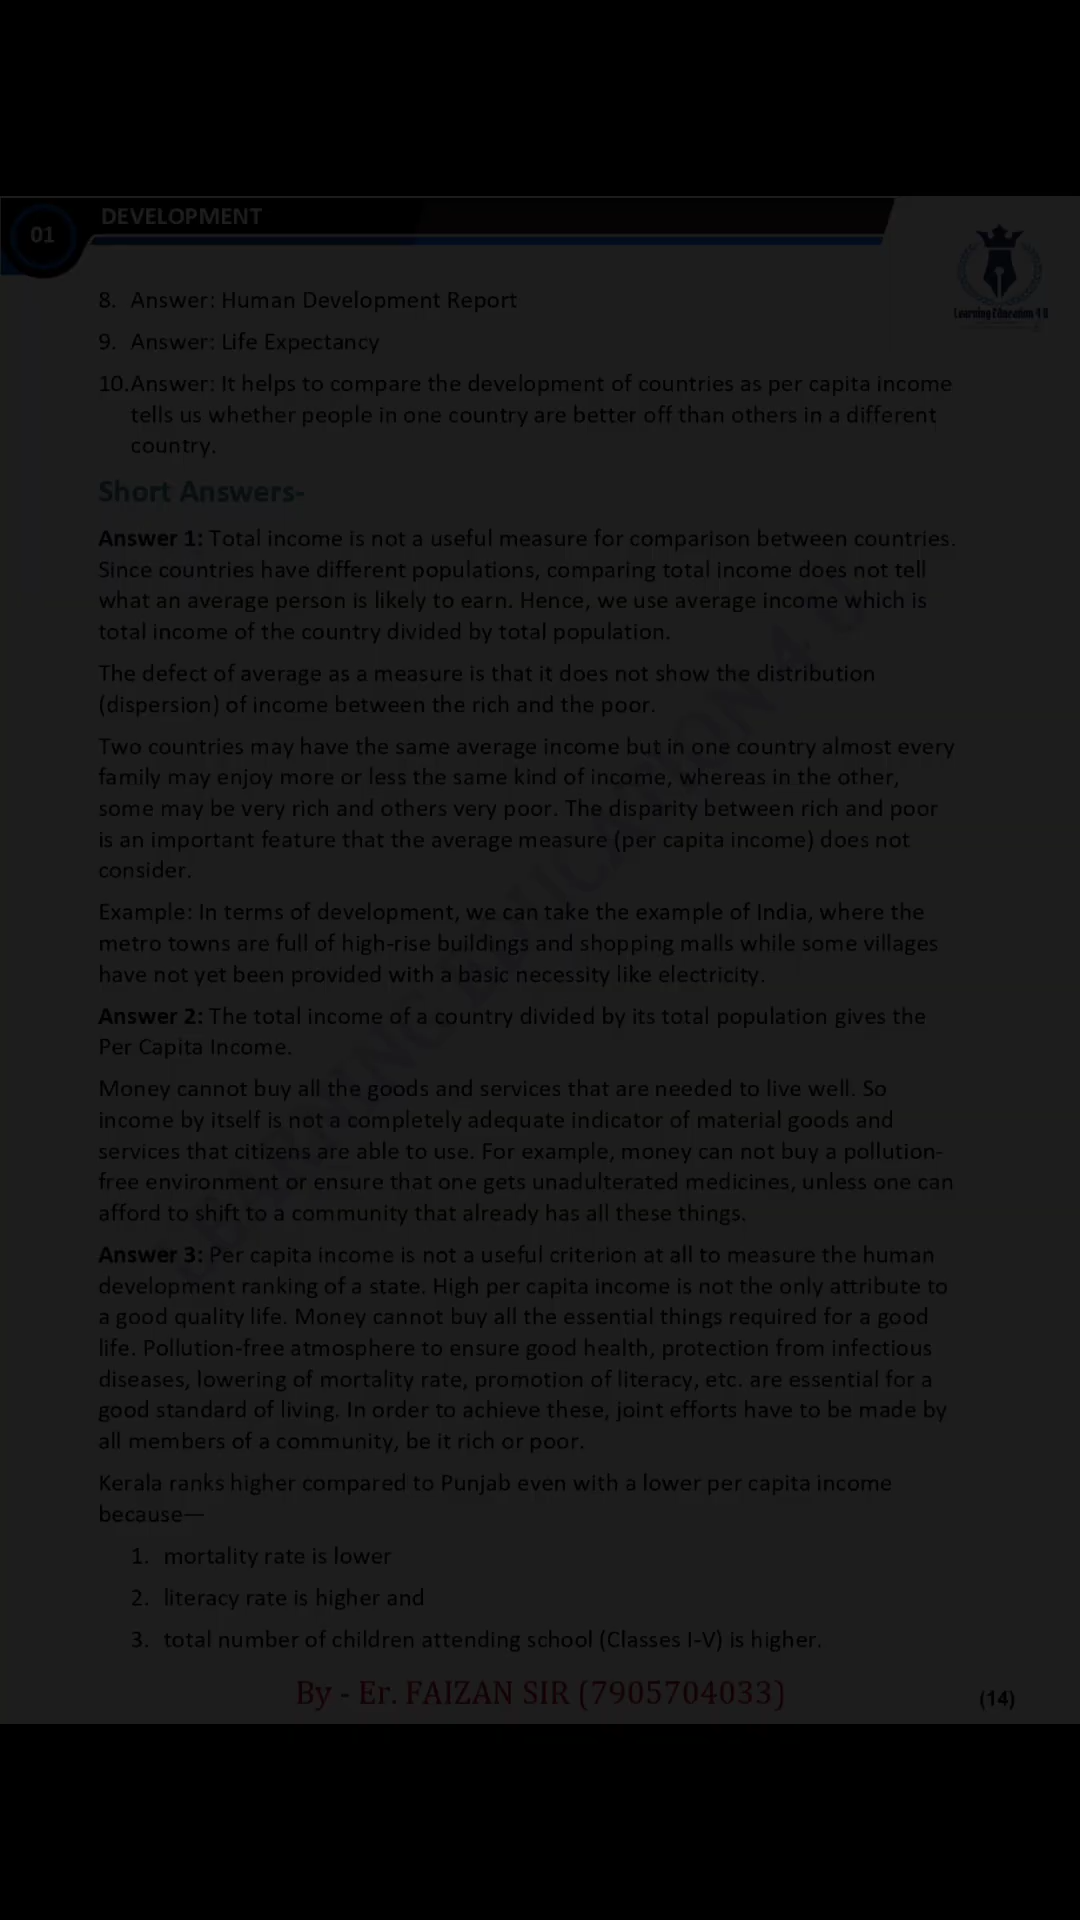 DEVELOPMENT
01
Learning Education 4 U
8. Answer: Human Development Report
9. Answer: Life Expectancy
10.Answer: It helps to compare the development of countries as per capita income
tells us whether people in one country are better off than others in a different
country.
Short Answers-
Answer 1: Total income is not a useful measure for comparison between countries.
Since countries have different populations, comparing total income does not tell
what an average person is likely to earn. Hence, we use average income which is
total income of the country divided by total population.
The defect of average as a measure is that it does not show the distribution
(dispersion) of income between the rich and the poor.
Two countries may have the same average income but in one country almost every
family may enjoy more or less the same kind of income, whereas in the other,
some may be very rich and others very poor. The disparity between rich and poor
is an important feature that the average measure (per capita income) does not
consider.
Example: In terms of development, we can take the example of India, where the
metro towns are full of high-rise buildings and shopping malls while some villages
have not yet been provided with a basic necessity like electricity.
Answer 2: The total income of a country divided by its total population gives the
Per Capita Income.
Money cannot buy all the goods and services that are needed to live well. So
income by itself is not a completely adequate indicator of material goods and
services that citizens are able to use. For example, money can not buy a pollution-
free environment or ensure that one gets unadulterated medicines, unless one can
afford to shift to a community that already has all these things.
Answer 3: Per capita income is not a useful criterion at all to measure the human
development ranking of a state. High per capita income is not the only attribute to
a good quality life. Money cannot buy all the essential things required for a good
life. Pollution-free atmosphere to ensure good health, protection from infectious
diseases, lowering of mortality rate, promotion of literacy, etc. are essential for a
good standard of living. In order to achieve these, joint efforts have to be made by
all members of a community, be it rich or poor.
Kerala ranks higher compared to Punjab even with a lower per capita income
because—
1. mortality rate is lower
2. literacy rate is higher and
3. total number of children attending school (Classes I-V) is higher.
LEARNING EDUCATION 4 U
By - Er. FAIZAN SIR (7905704033)
(14)